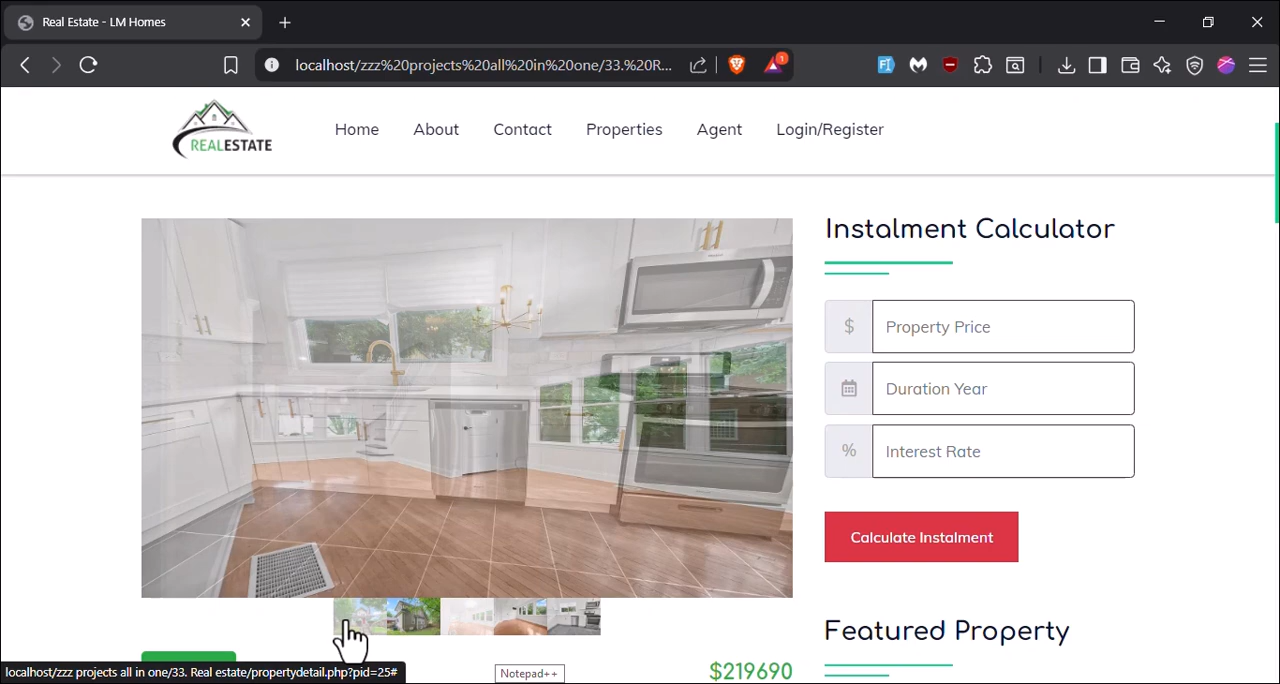 Real Estate - LM Homes
localhost/zzz%20projects%20all%20in%20one/33.%20R...
1
REALESTATE
Home
About
Contact
Properties
Agent
Login/Register
Instalment Calculator
$
Property Price
Duration Year
%
Interest Rate
Calculate Instalment
Featured Property
$219690
localhost/zzz projects all in one/33. Real estate/propertydetail.php?pid=25#
Notepad++